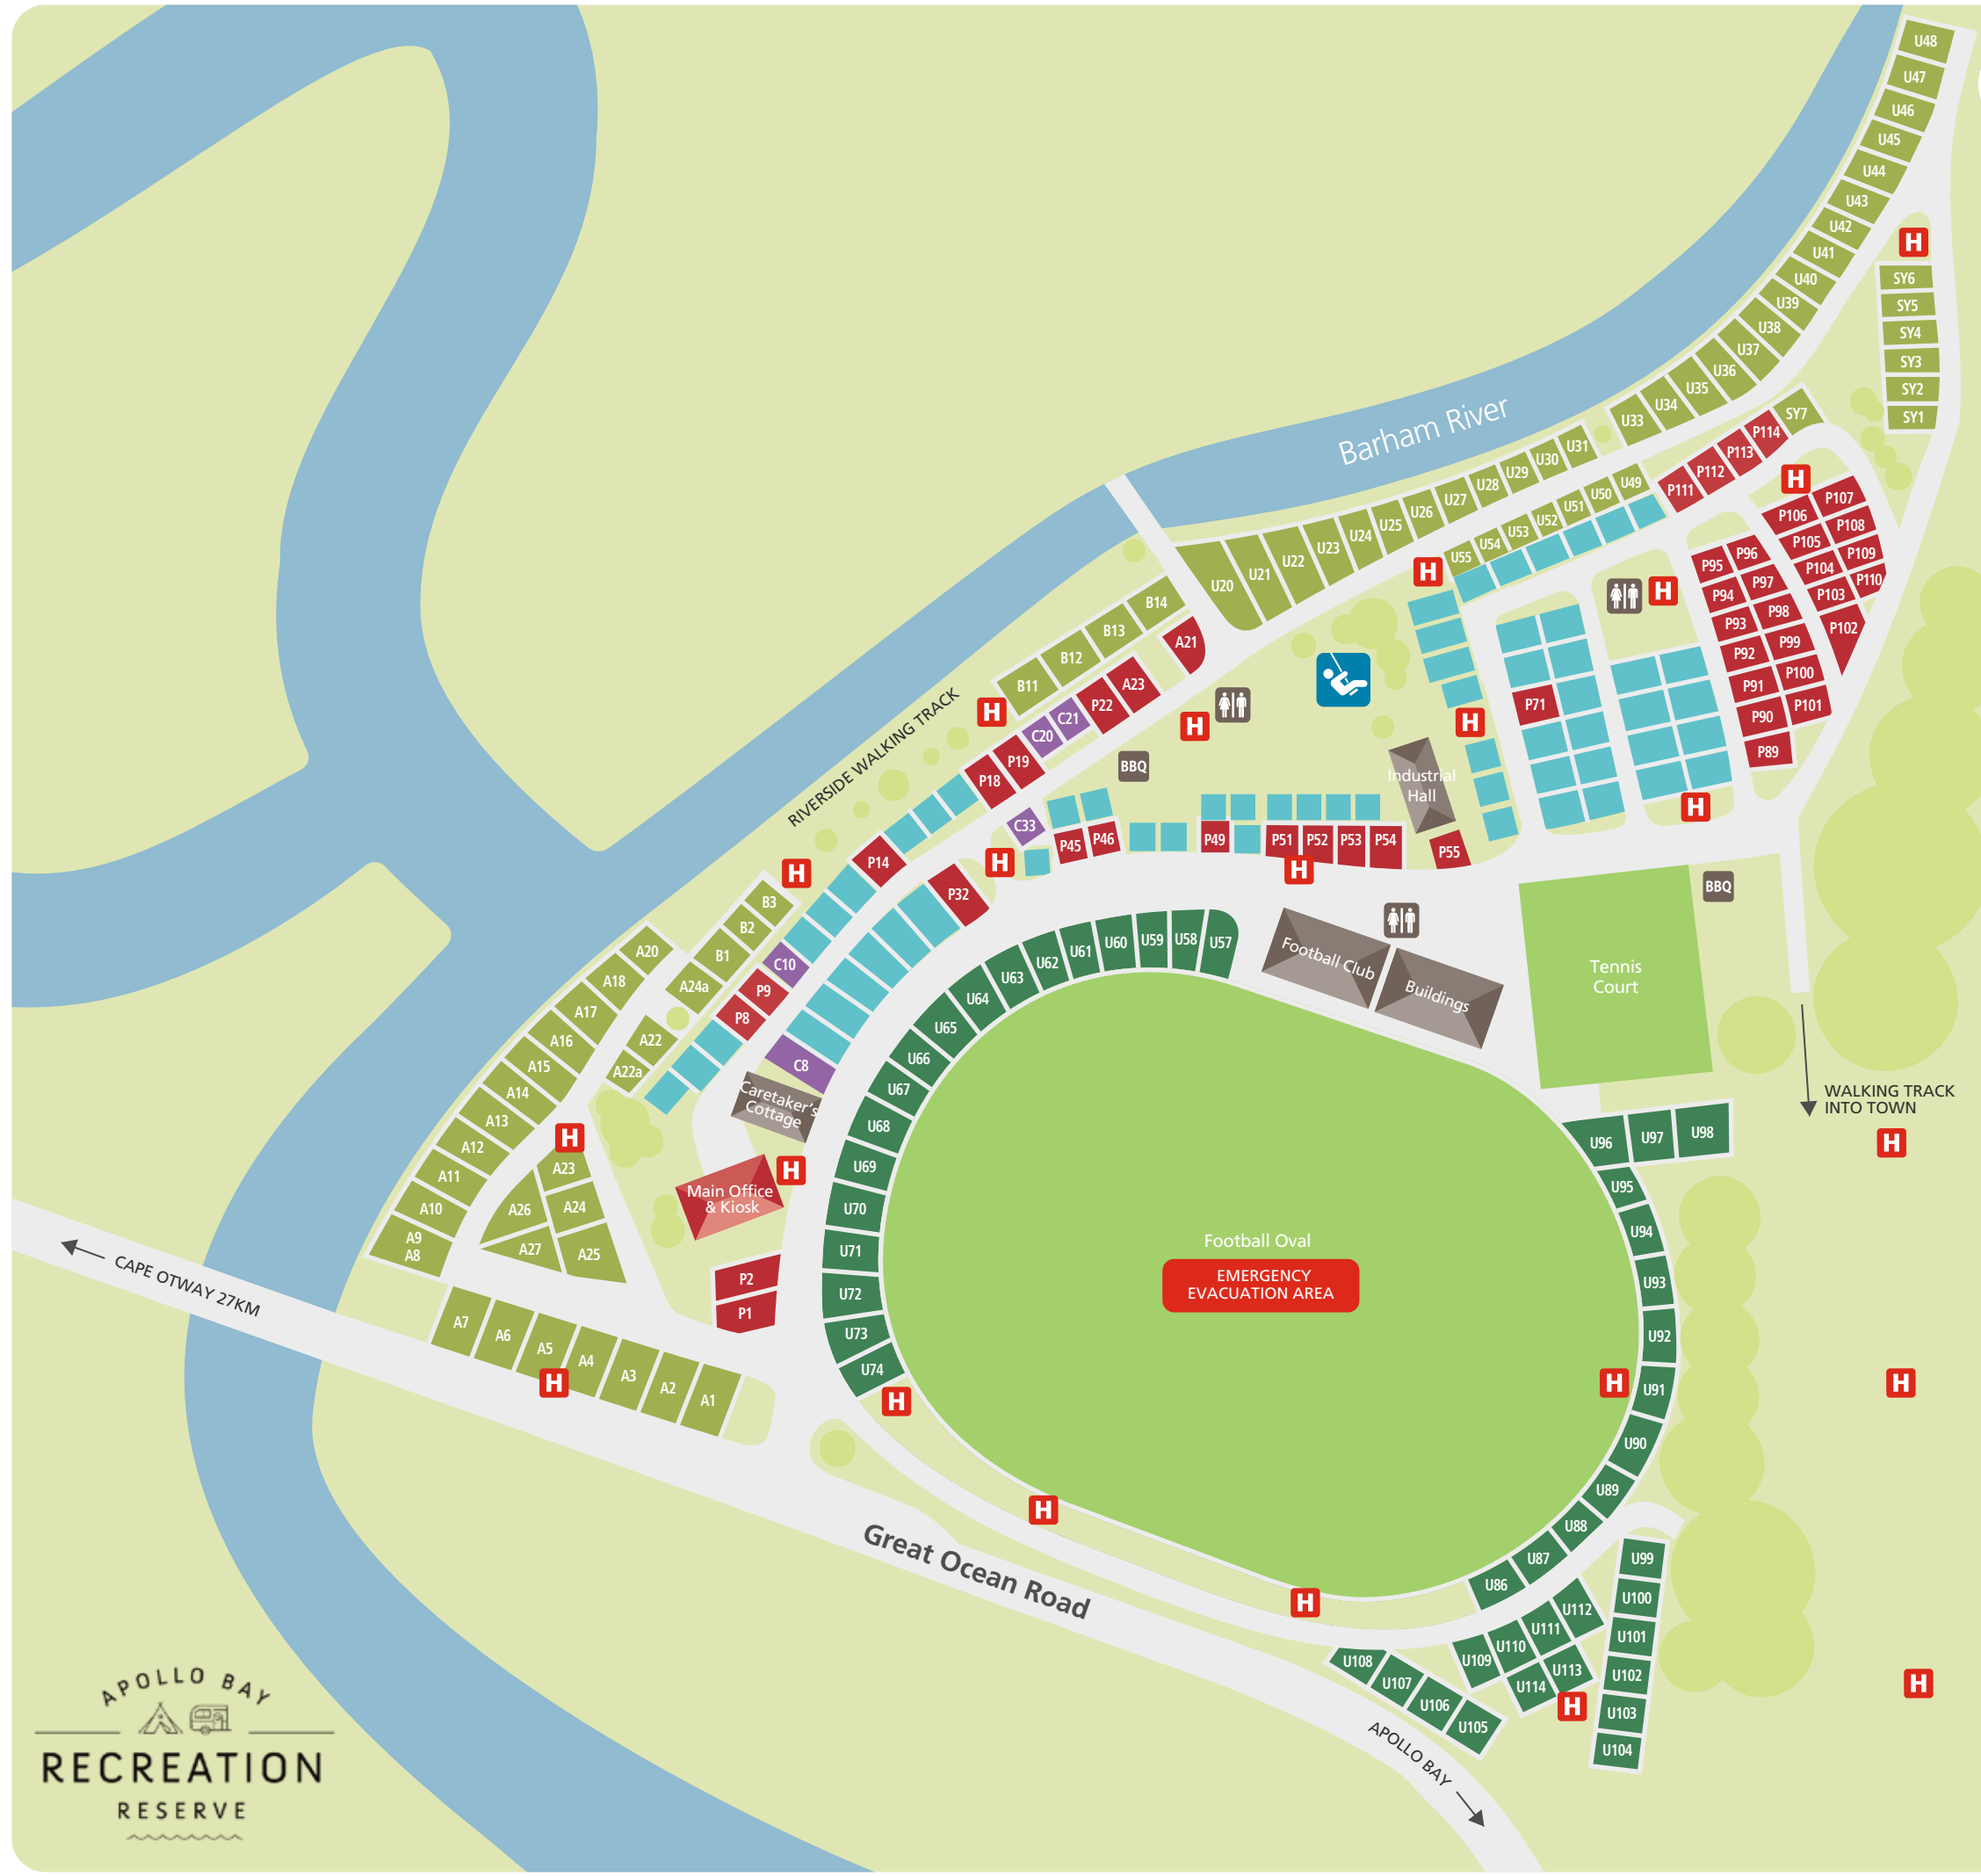 U48
U47
U46
U45
U44
U43
U42
U41
U40
U39
U38
U37
U36
U35
U34
U33
H
SY6
SY5
SY4
SY3
SY2
SY1
SY7
Barham River
U31
U30
U29
U28
U27
U26
U25
U24
U23
U22
U21
U20
U49
U50
U51
U52
U53
U54
U55
H
P114
P113
P112
P111
H
P107
P106
P108
P105
P109
P104
P110
P103
P102
P96
P95
P97
P94
P98
P93
P99
P92
P100
P91
P101
P90
P89
H
H
P71
H
B14
B13
B12
B11
A21
A23
P22
C21
C20
P19
P18
H
H
BBQ
RIVERSIDE WALKING TRACK
Industrial
Hall
C33
P45
P46
P49
P51
P52
P53
P54
P55
H
H
P14
P32
H
B3
B2
B1
A24a
C10
P9
P8
A20
A18
A17
A16
A15
A14
A13
A12
A11
A10
A9
A8
A22
A22a
C8
Caretaker's
Cottage
H
A23
A24
A26
A25
A27
Main Office
& Kiosk
H
P2
P1
CAPE OTWAY 27KM
A7
A6
A5
A4
A3
A2
A1
H
U57
U58
U59
U60
U61
U62
U63
U64
U65
U66
U67
U68
U69
U70
U71
U72
U73
U74
H
Football Club
Buildings
BBQ
Tennis
Court
WALKING TRACK
INTO TOWN
H
U96
U97
U98
U95
U94
U93
U92
U91
U90
U89
U88
U87
U86
Football Oval
EMERGENCY
EVACUATION AREA
H
H
H
H
Great Ocean Road
U99
U100
U101
U102
U103
U104
U112
U111
U110
U109
U113
U114
H
H
U108
U107
U106
U105
APOLLO BAY
APOLLO BAY
RECREATION
RESERVE